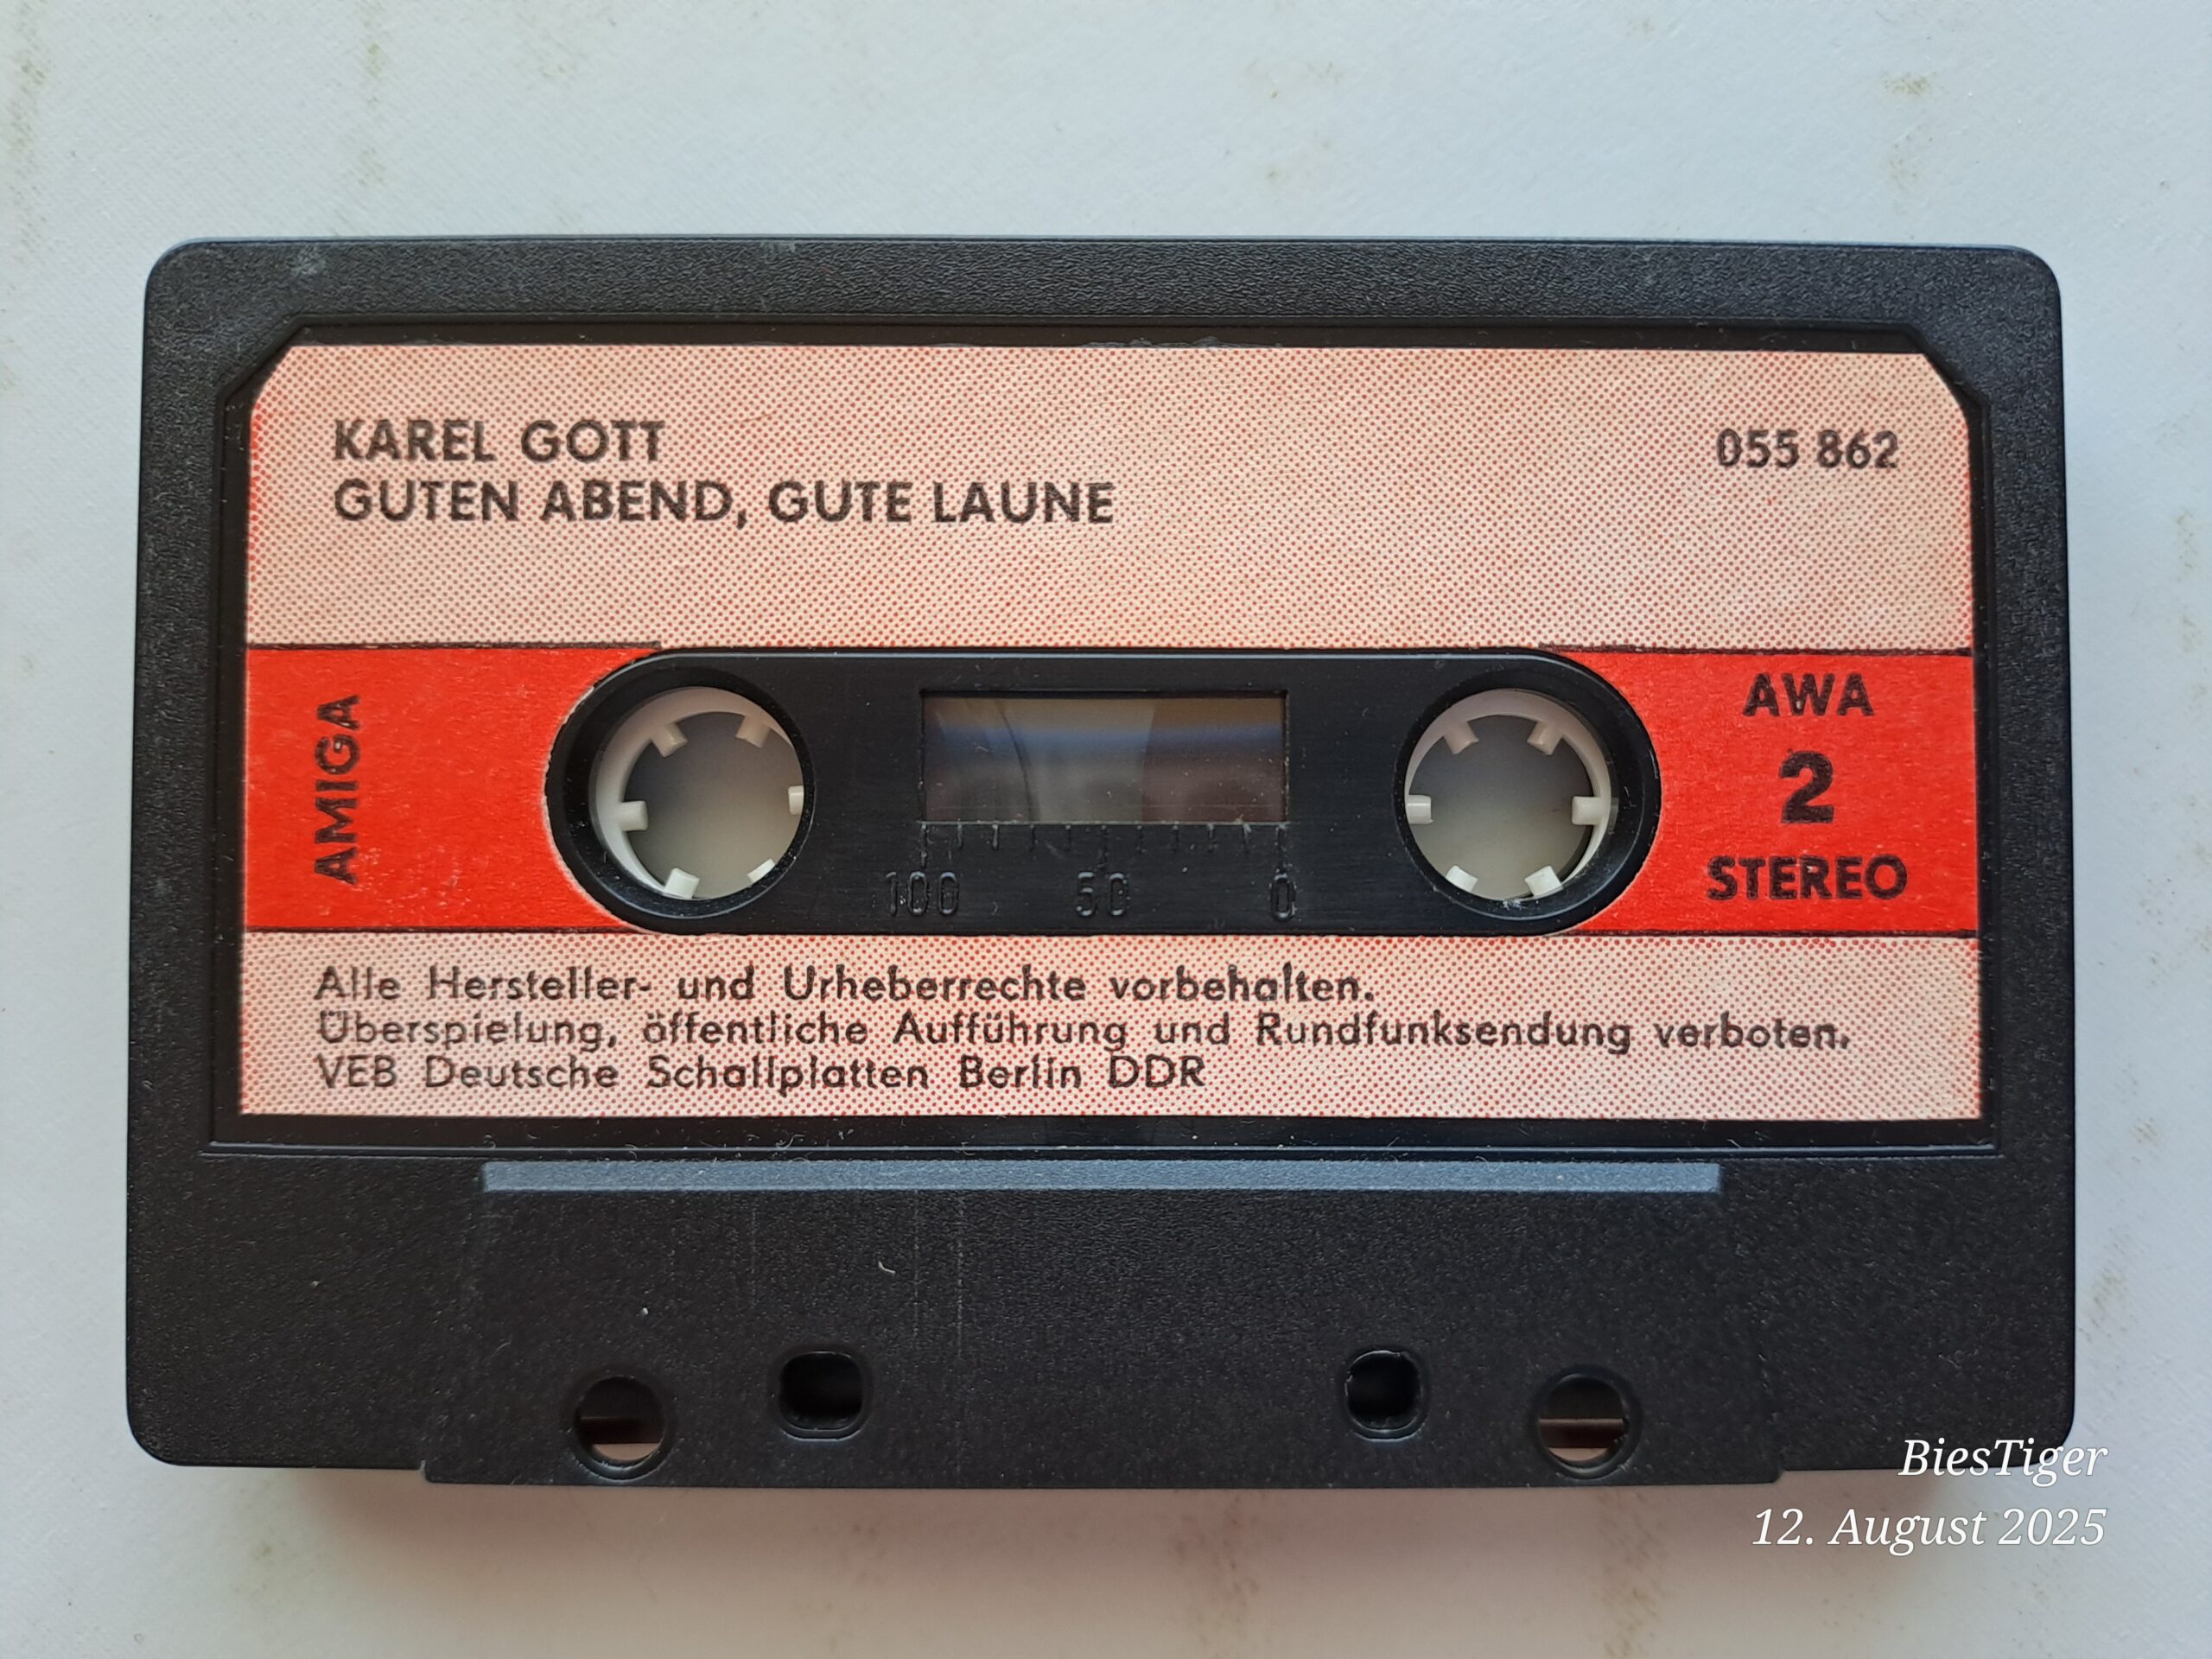 KAREL GOTT
055 862
GUTEN ABEND, GUTE LAUNE
AMIGA
AWA
2
STEREO
100 50 0
Alle Hersteller- und Urheberrechte vorbehalten.
Überspielung, öffentliche Aufführung und Rundfunksendung verboten.
VEB Deutsche Schallplatten Berlin DDR
BiesTiger
12. August 2025